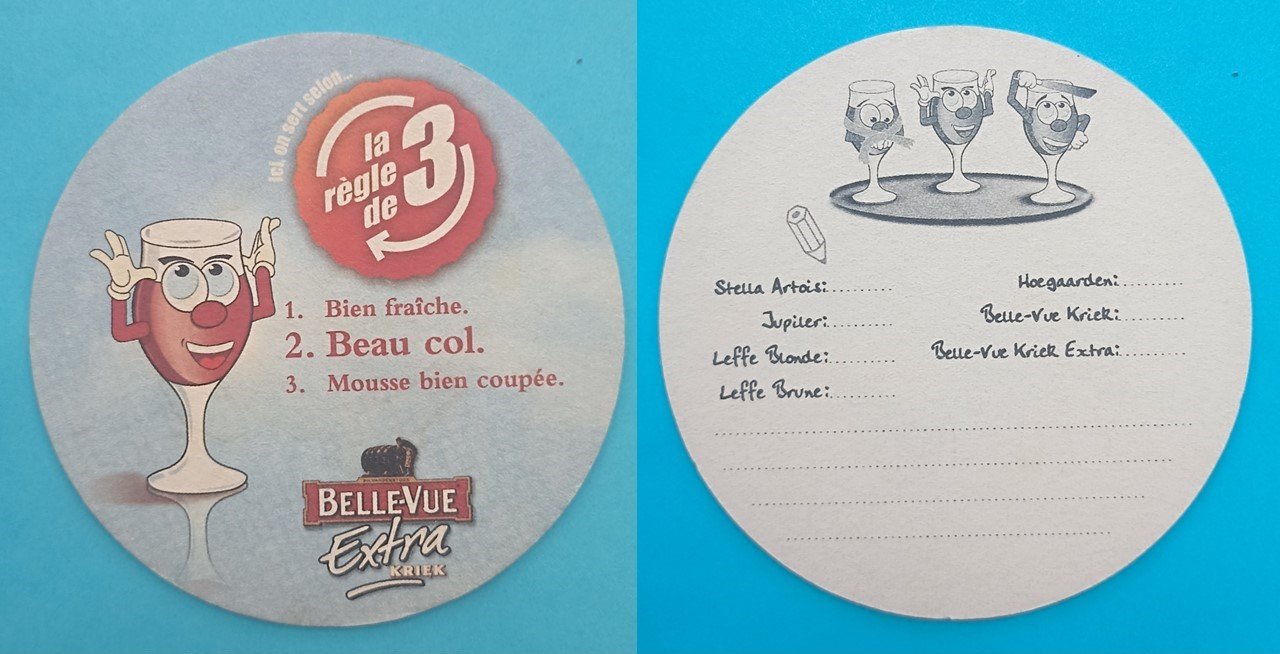 ici, on sert selon...
la
règle
de
3
1. Bien fraîche.
2. Beau col.
3. Mousse bien coupée.
BELLE-VUE
Extra
KRIEK
Stella Artois:..........
Jupiler:..........
Leffe Blonde:..........
Leffe Brune:..........
Hoegaarden:..........
Belle-Vue Kriek:..........
Belle-Vue Kriek Extra:..........